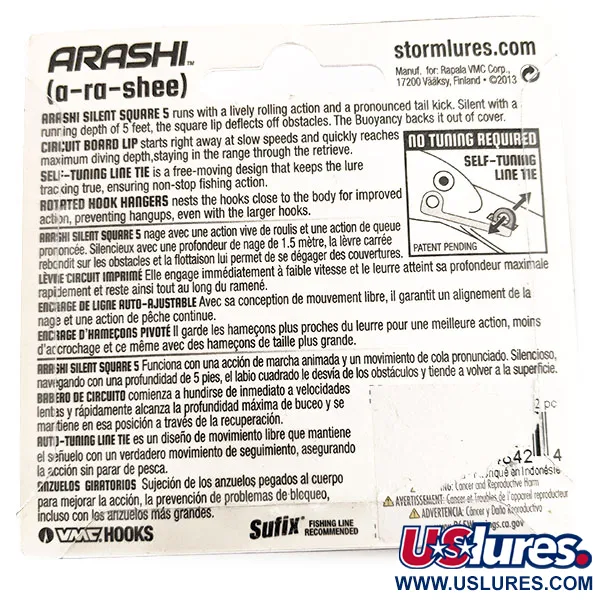 ARASHI™
(a-ra-shee)
stormlures.com
Manuf. for: Rapala VMC Corp.,
17200 Vääksy, Finland • ©2013
ARASHI SILENT SQUARE 5 runs with a lively rolling action and a pronounced tail kick. Silent with a
running depth of 5 feet, the square lip deflects off obstacles. The Buoyancy backs it out of cover.
CIRCUIT BOARD LIP starts right away at slow speeds and quickly reaches
maximum diving depth,staying in the range through the retrieve.
SELF-TUNING LINE TIE is a free-moving design that keeps the lure
tracking true, ensuring non-stop fishing action.
ROTATED HOOK HANGERS nests the hooks close to the body for improved
action, preventing hangups, even with the larger hooks.
NO TUNING REQUIRED
SELF-TUNING
LINE TIE
PATENT PENDING
ARASHI SILENT SQUARE 5 nage avec une action vive de roulis et une action de queue
prononcée. Silencieux avec une profondeur de nage de 1.5 mètre, la lèvre carrée
rebondit sur les obstacles et la flottaison lui permet de se dégager des couvertures.
LÈVRE CIRCUIT IMPRIMÉ Elle engage immédiatement à faible vitesse et le leurre atteint sa profondeur maximale
rapidement et reste ainsi tout au long du ramené.
ENCRAGE DE LIGNE AUTO-AJUSTABLE Avec sa conception de mouvement libre, il garantit un alignement de la
nage et une action de pêche continue.
ENCRAGE D'HAMEÇONS PIVOTÉ Il garde les hameçons plus proches du leurre pour une meilleure action, moins
d'accrochage et ce même avec des hameçons de taille plus grande.
ARASHI SILENT SQUARE 5 Funciona con una acción de marcha animada y un movimiento de cola pronunciado. Silencioso,
navegando con una profundidad de 5 pies, el labio cuadrado le desvía de los obstáculos y tiende a volver a la superficie.
BABERO DE CIRCUITO comienza a hundirse de inmediato a velocidades
lentas y rápidamente alcanza la profundidad máxima de buceo y se
mantiene en esa posición a través de la recuperación.
AUTO-TUNING LINE TIE es un diseño de movimiento libre que mantiene
el señuelo con un verdadero movimiento de seguimiento, asegurando
la acción sin parar de pesca.
ANZUELOS GIRATORIOS Sujeción de los anzuelos pegados al cuerpo
para mejorar la acción, la prevención de problemas de bloqueo,
incluso con los anzuelos más grandes.
2 pc
42 4
en Indonésie
Cancer and Reproductive Harm
AVERTISSEMENT: Cancer et Troubles de l'appareil reproducteur
ADVERTENCIA: Cáncer y Daño Reproductivo
ngs.ca.gov
VMC HOOKS
Sufix® FISHING LINE
RECOMMENDED
USlures.
WWW.USLURES.COM